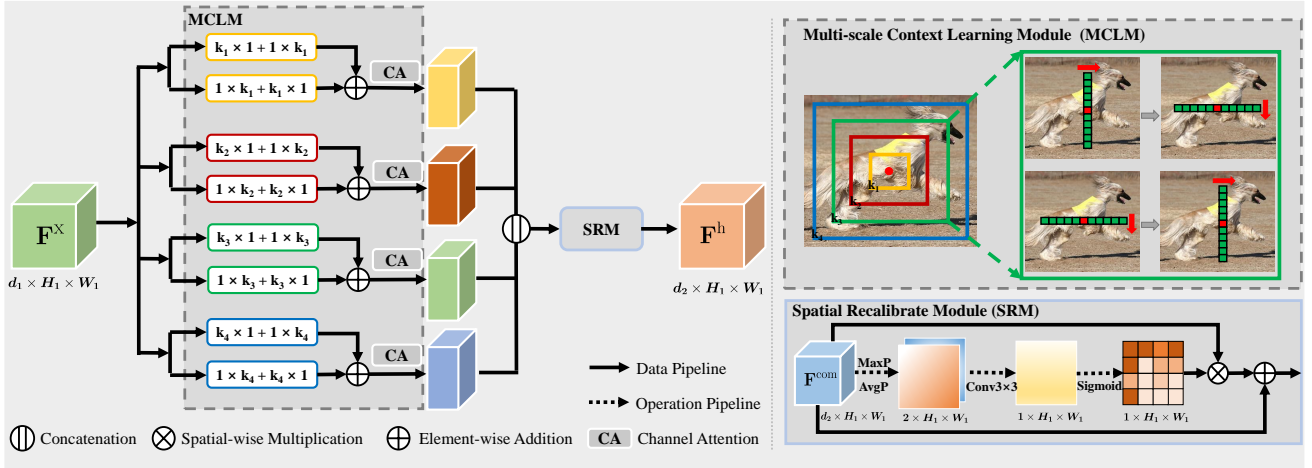 MCLM
k₁ × 1 + 1 × k₁
1 × k₁ + k₁ × 1
CA
k₂ × 1 + 1 × k₂
1 × k₂ + k₂ × 1
CA
k₃ × 1 + 1 × k₃
1 × k₃ + k₃ × 1
CA
k₄ × 1 + 1 × k₄
1 × k₄ + k₄ × 1
CA
Fˣ
d₁ × H₁ × W₁
SRM
Fʰ
d₂ × H₁ × W₁
Data Pipeline
Operation Pipeline
Concatenation
Spatial-wise Multiplication
Element-wise Addition
CA
Channel Attention
Multi-scale Context Learning Module (MCLM)
k₁
k₂
k₃
k₄
Spatial Recalibrate Module (SRM)
Fᶜᵒᵐ
d₂ × H₁ × W₁
MaxP
AvgP
2 × H₁ × W₁
Conv3×3
1 × H₁ × W₁
Sigmoid
1 × H₁ × W₁